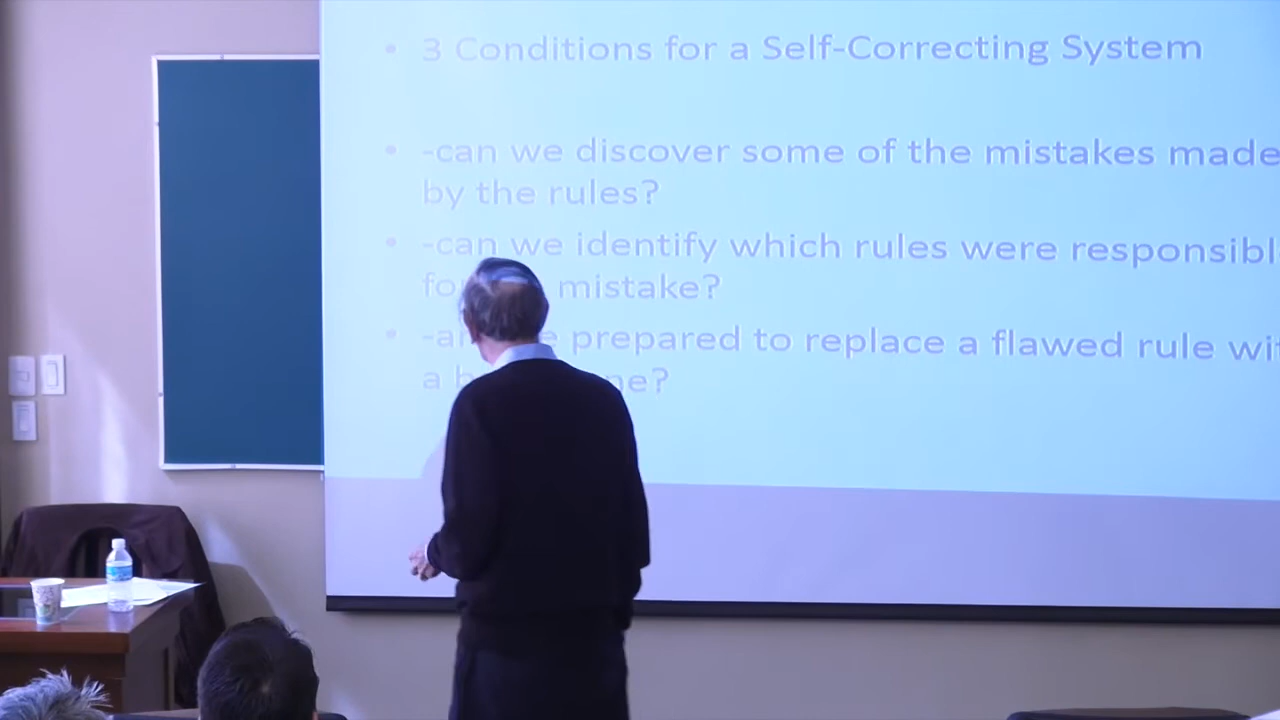 • 3 Conditions for a Self-Correcting System
• -can we discover some of the mistakes made
by the rules?
• -can we identify which rules were responsibl
mistake?
• prepared to replace a flawed rule
a